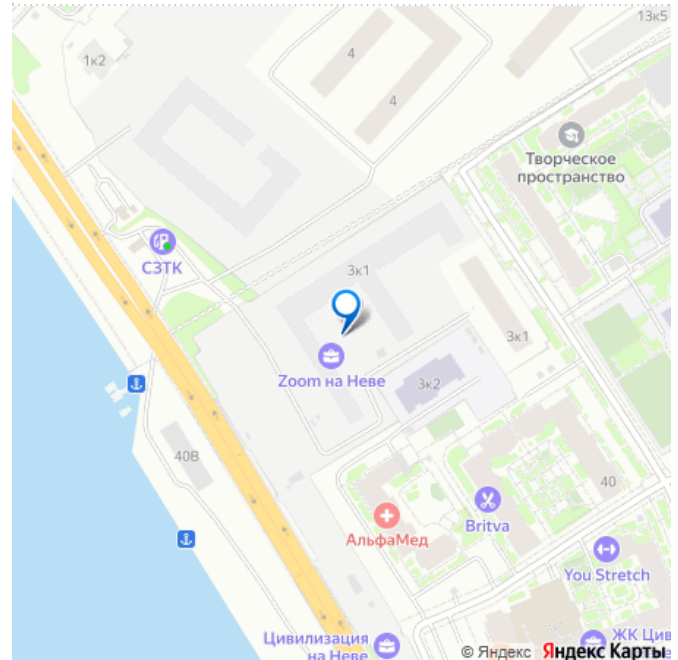 13к5
1к2
4
4
Творческое
пространство
СЗТК
3к1
3к1
Zoom на Неве
3к2
40В
40
Britva
АльфаМед
You Stretch
Цивилизация
на Неве
ЖК Цив
© Яндекс Яндекс Карты